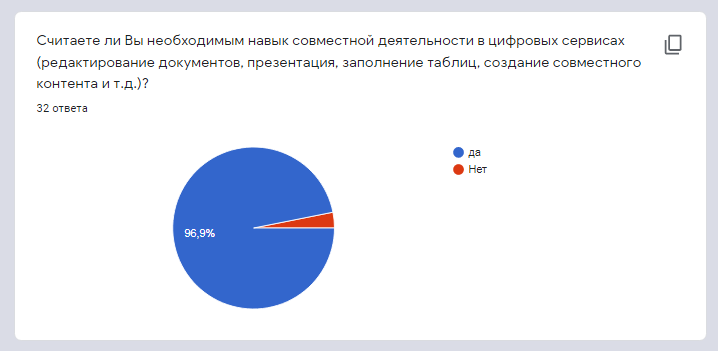 Считаете ли Вы необходимым навык совместной деятельности в цифровых сервисах
(редактирование документов, презентация, заполнение таблиц, создание совместного
контента и т.д.)?
32 ответа
да
Нет
96,9%